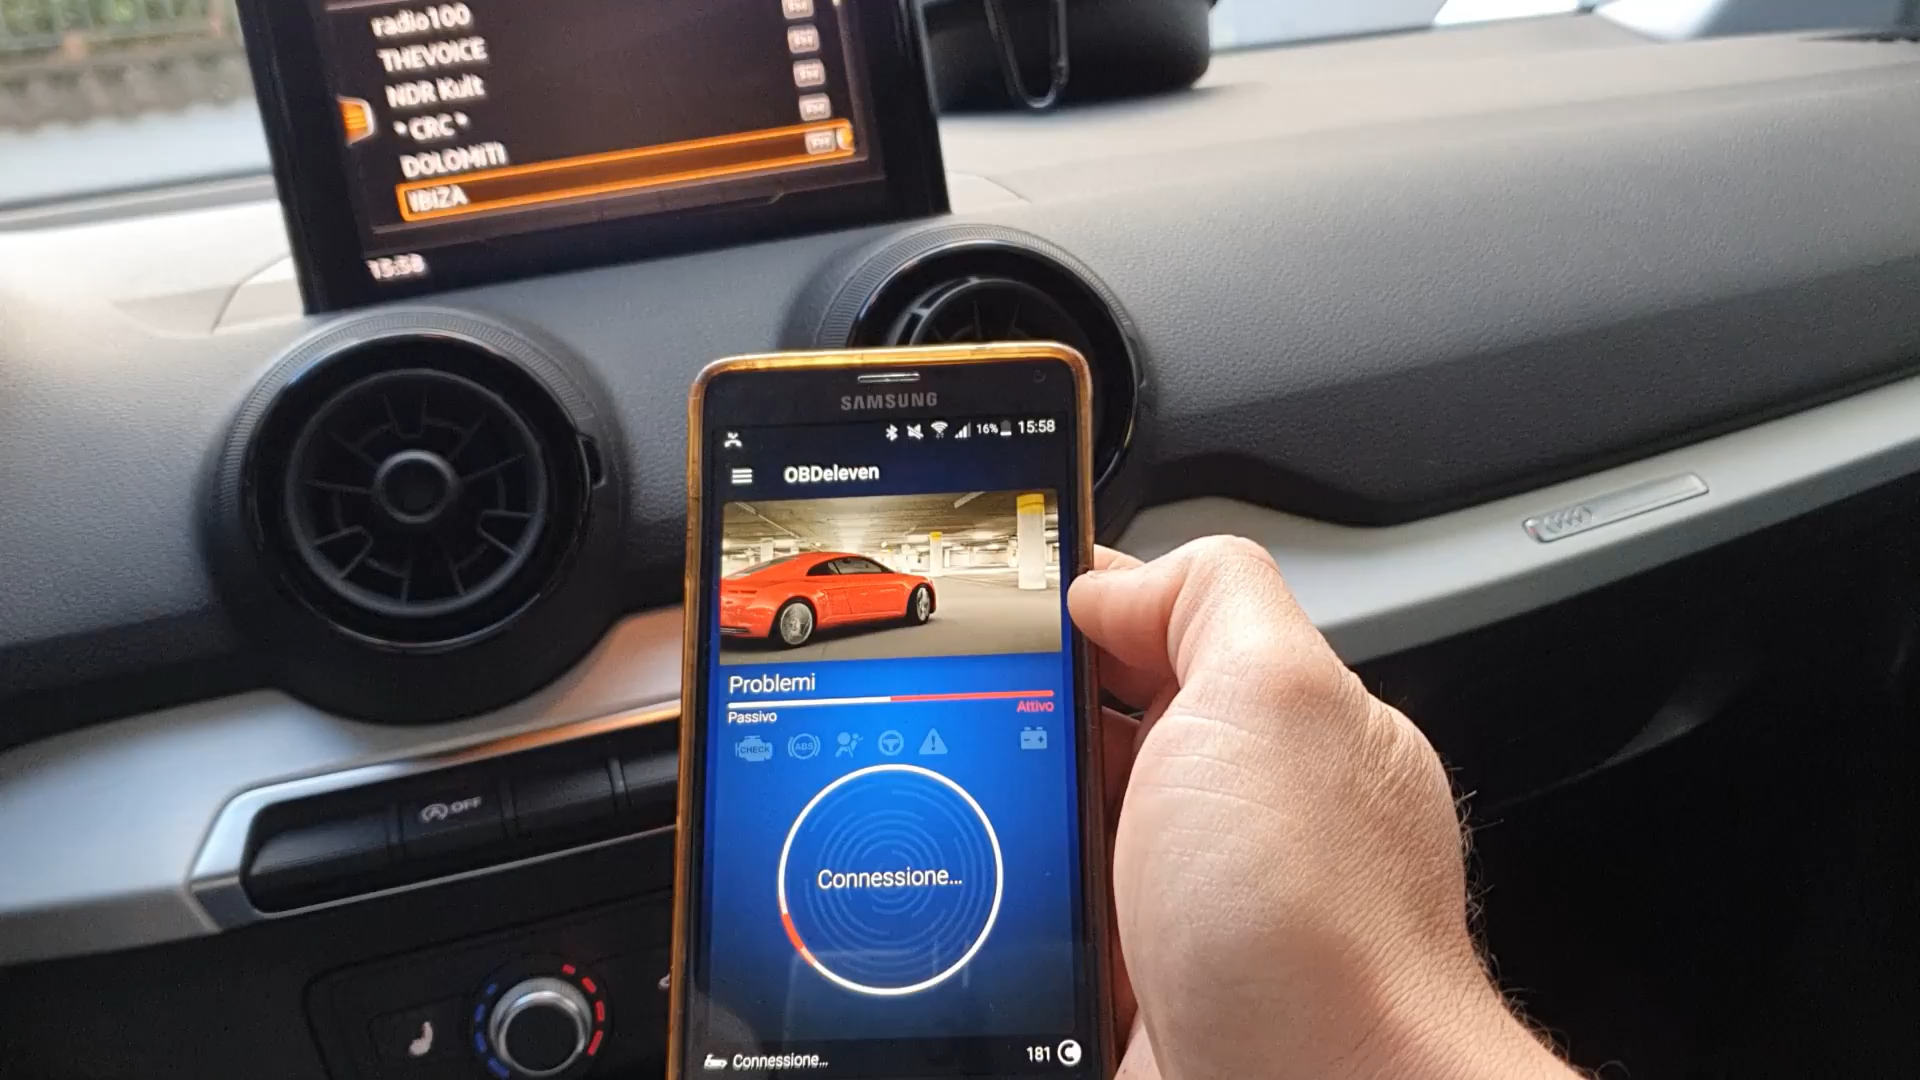 radio100
THEVOICE
NDR Kult
*CRC*
DOLOMITI
IBIZA
15:58
SAMSUNG
16% 15:58
OBDeleven
Problemi
Passivo
Attivo
CHECK
ABS
OFF
Connessione...
Connessione...
181